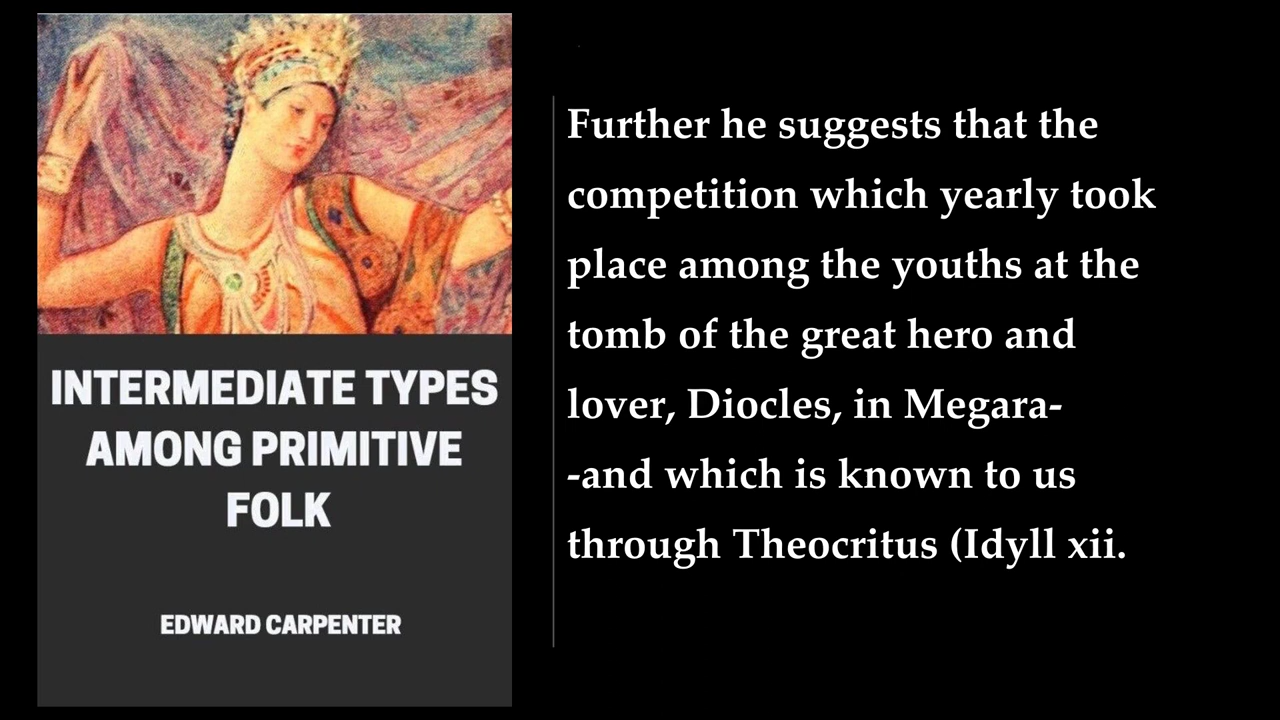 INTERMEDIATE TYPES
AMONG PRIMITIVE
FOLK
EDWARD CARPENTER
Further he suggests that the
competition which yearly took
place among the youths at the
tomb of the great hero and
lover, Diocles, in Megara-
-and which is known to us
through Theocritus (Idyll xii.